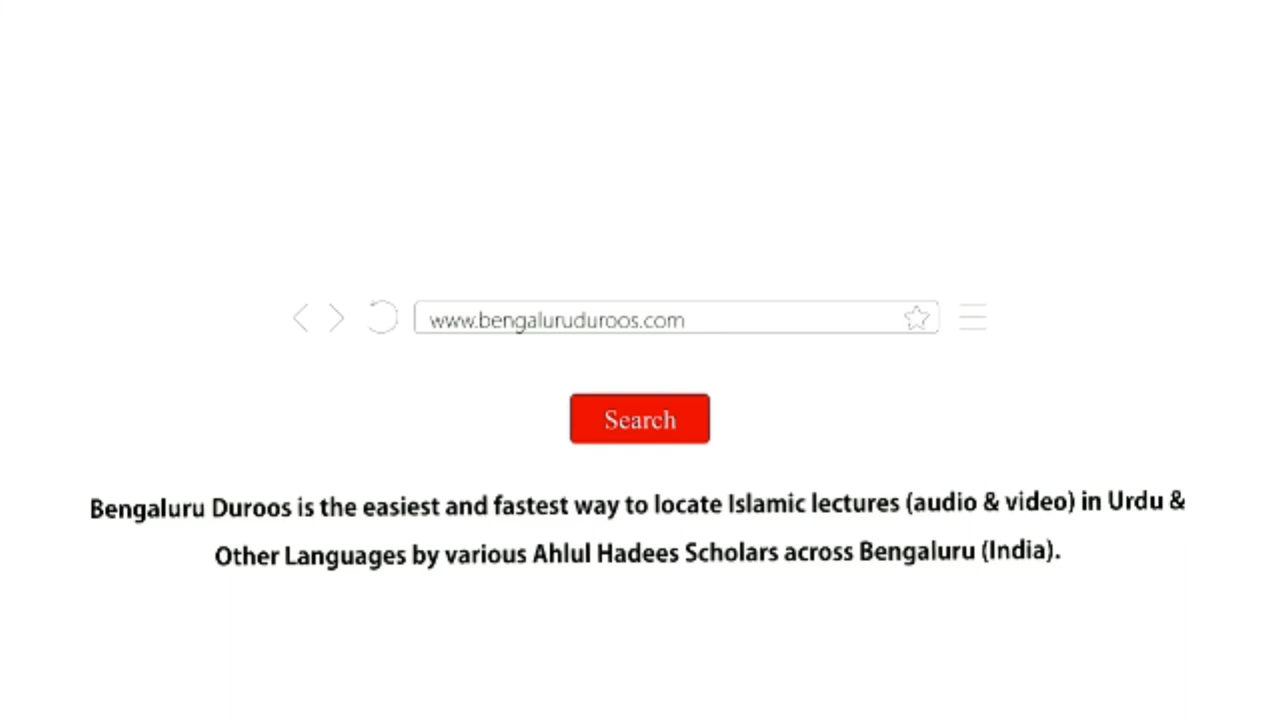 www.bengaluruduroos.com
Search
Bengaluru Duroos is the easiest and fastest way to locate Islamic lectures (audio & video) in Urdu &
Other Languages by various Ahlul Hadees Scholars across Bengaluru (India).